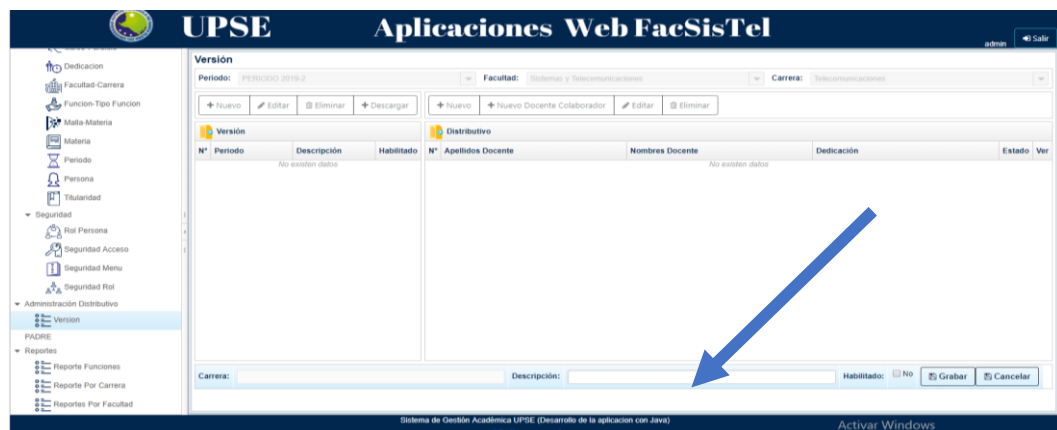 UPSE Aplicaciones Web FacSisTel
admin Salir
Dedicacion
Facultad-Carrera
Funcion-Tipo Funcion
Malla-Materia
Materia
Periodo
Persona
Titularidad
Seguridad
Rol Persona
Seguridad Acceso
Seguridad Menu
Seguridad Rol
Administración Distributivo
Version
PADRE
Reportes
Reporte Funciones
Reporte Por Carrera
Reportes Por Facultad
Versión
Periodo: PERIODO 2019-2 Facultad: Sistemas y Telecomunicaciones Carrera: Telecomunicaciones
Nuevo Editar Eliminar Descargar Nuevo Nuevo Docente Colaborador Editar Eliminar
Versión Distributivo
N° Periodo Descripción Habilitado N° Apellidos Docente Nombres Docente Dedicación Estado Ver
No existen datos No existen datos
Carrera: Descripción: Habilitado: No Grabar Cancelar
Sistema de Gestión Académica UPSE (Desarrollo de la aplicacion con Java)
Activar Windows